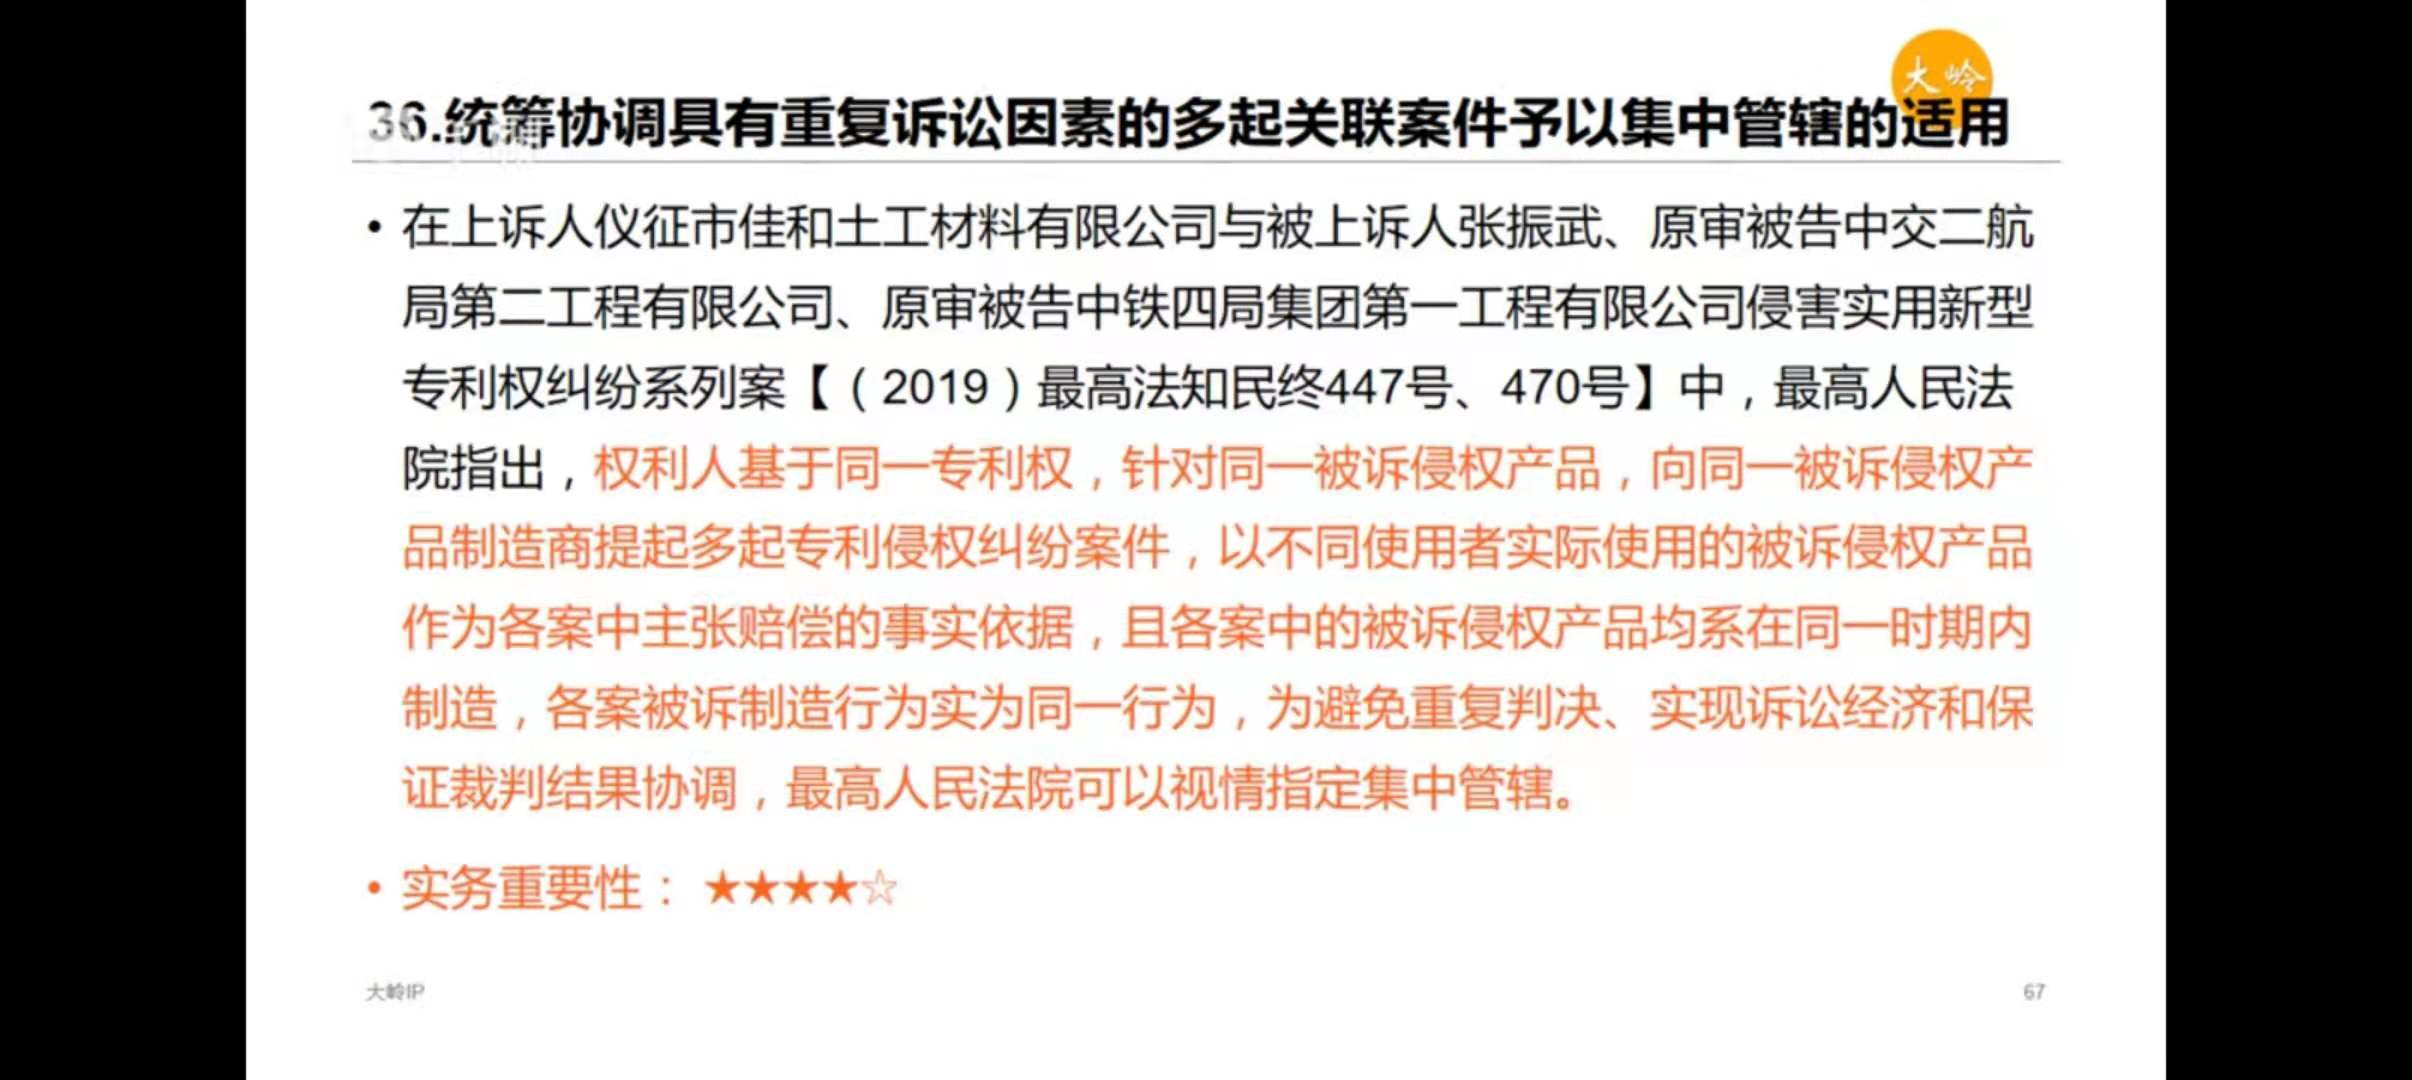 大岭
36.统筹协调具有重复诉讼因素的多起关联案件予以集中管辖的适用
• 在上诉人仪征市佳和土工材料有限公司与被上诉人张振武、原审被告中交二航
局第二工程有限公司、原审被告中铁四局集团第一工程有限公司侵害实用新型
专利权纠纷系列案【（2019）最高法知民终447号、470号】中，最高人民法
院指出，权利人基于同一专利权，针对同一被诉侵权产品，向同一被诉侵权产
品制造商提起多起专利侵权纠纷案件，以不同使用者实际使用的被诉侵权产品
作为各案中主张赔偿的事实依据，且各案中的被诉侵权产品均系在同一时期内
制造，各案被诉制造行为实为同一行为，为避免重复判决、实现诉讼经济和保
证裁判结果协调，最高人民法院可以视情指定集中管辖。
• 实务重要性：★★★★☆
大岭IP
67